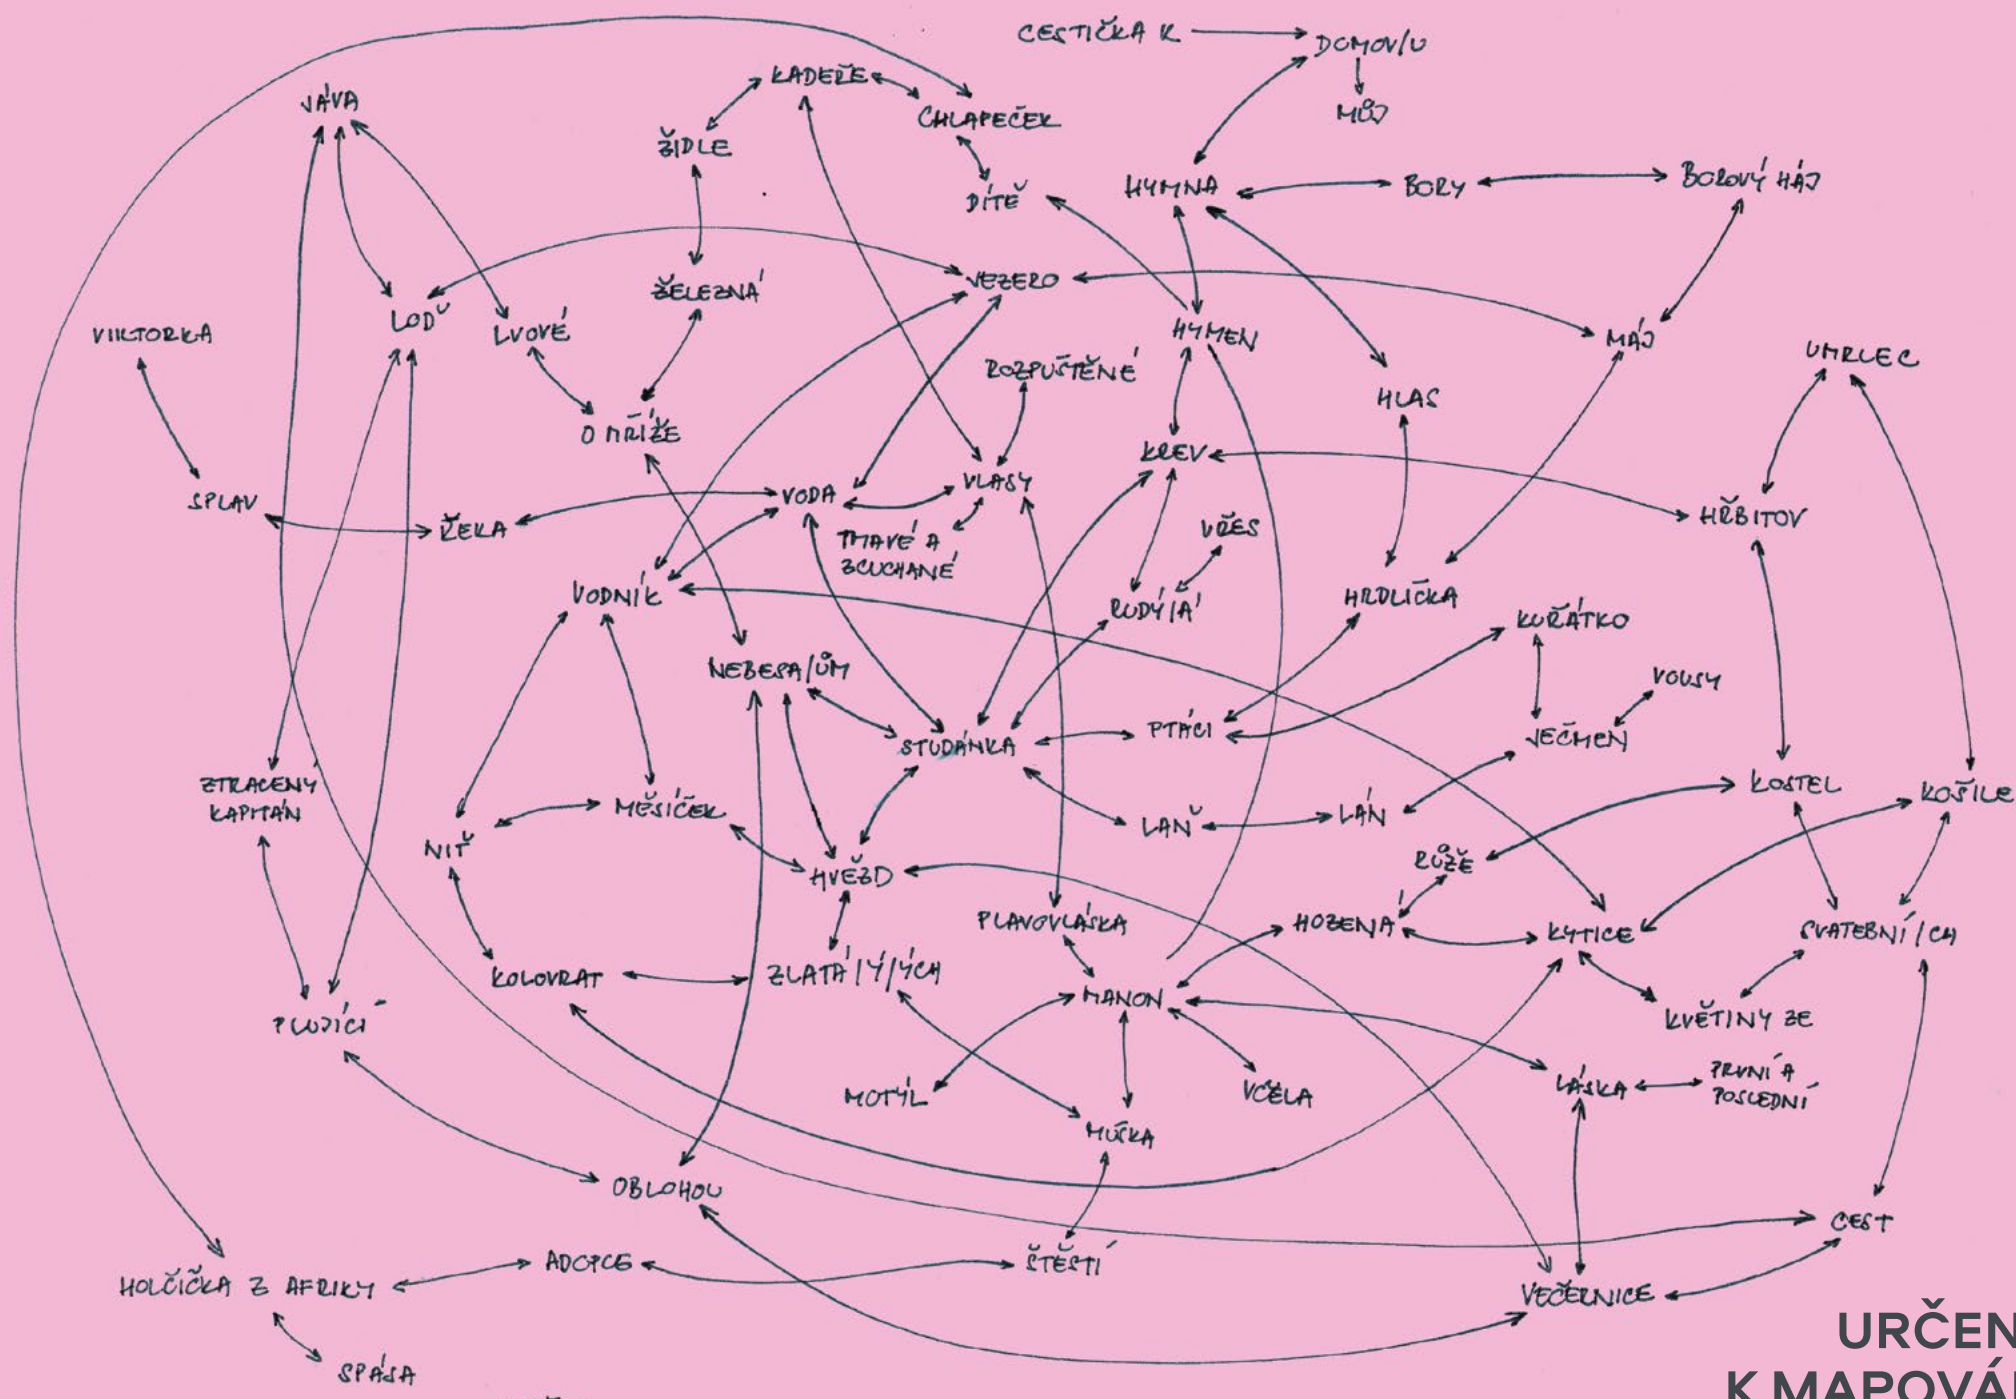 CESTIČKA K
DOMOV/U
MŮJ
KADEŘE
CHLAPEČEK
JÁVA
ŽIDLE
DÍTĚ
HYMNA
BORY
BOROVÝ HÁJ
ŽELEZNÁ
JEZERO
LOĎ
LVOVÉ
HYMEN
MÁJ
VIKTORKA
ROZPUŠTĚNÉ
UMRLEC
HLAS
O MŘÍŽE
KREV
SPLAV
ŘEKA
VODA
VLASY
HŘBITOV
TMAVÉ A
ZCUCHANÉ
VŘES
VODNÍK
RUDÝ/Á
HRDLIČKA
KUŘÁTKO
NEBESA/ŮM
VOUSY
STUDÁNKA
PTÁCI
JEČMEN
ZTRACENÝ
KAPITÁN
MĚSÍČEK
LAŇ
LÁN
KOSTEL
KOŠILE
NIŤ
HVĚZD
RŮŽE
PLAVOVLÁSKA
HOZENÁ
KYTICE
SVATEBNÍ/CH
KOLOVRAT
ZLATÁ/Ý/ÝCH
MANON
KVĚTINY ZE
PLUJÍCÍ
MOTÝL
VČELA
LÁSKA
PRVNÍ A
POSLEDNÍ
MUŠKA
OBLOHOU
CEST
HOLČIČKA Z AFRIKY
ADOPCE
ŠTĚSTÍ
VEČERNICE
SPÁSA
URČEN
K MAPOVÁ